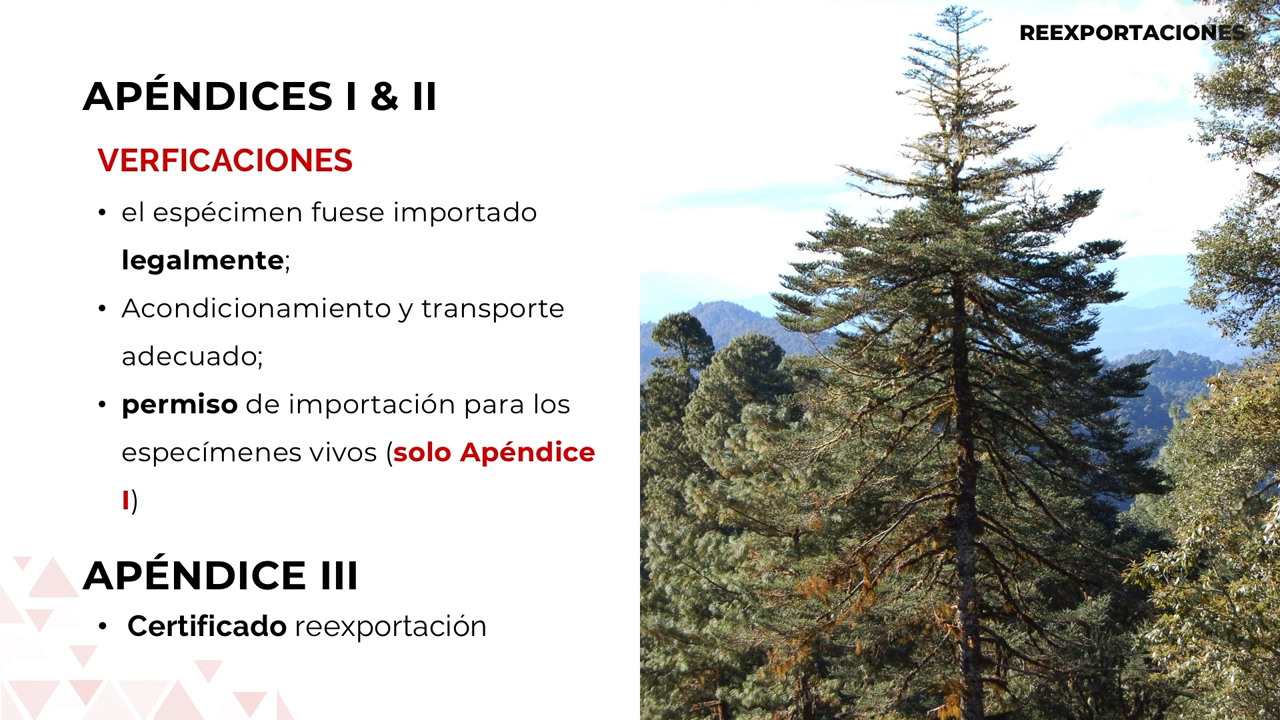 REEXPORTACIONES
APÉNDICES I & II
VERFICACIONES
• el espécimen fuese importado
legalmente;
• Acondicionamiento y transporte
adecuado;
• permiso de importación para los
especímenes vivos (solo Apéndice
I)
APÉNDICE III
• Certificado reexportación